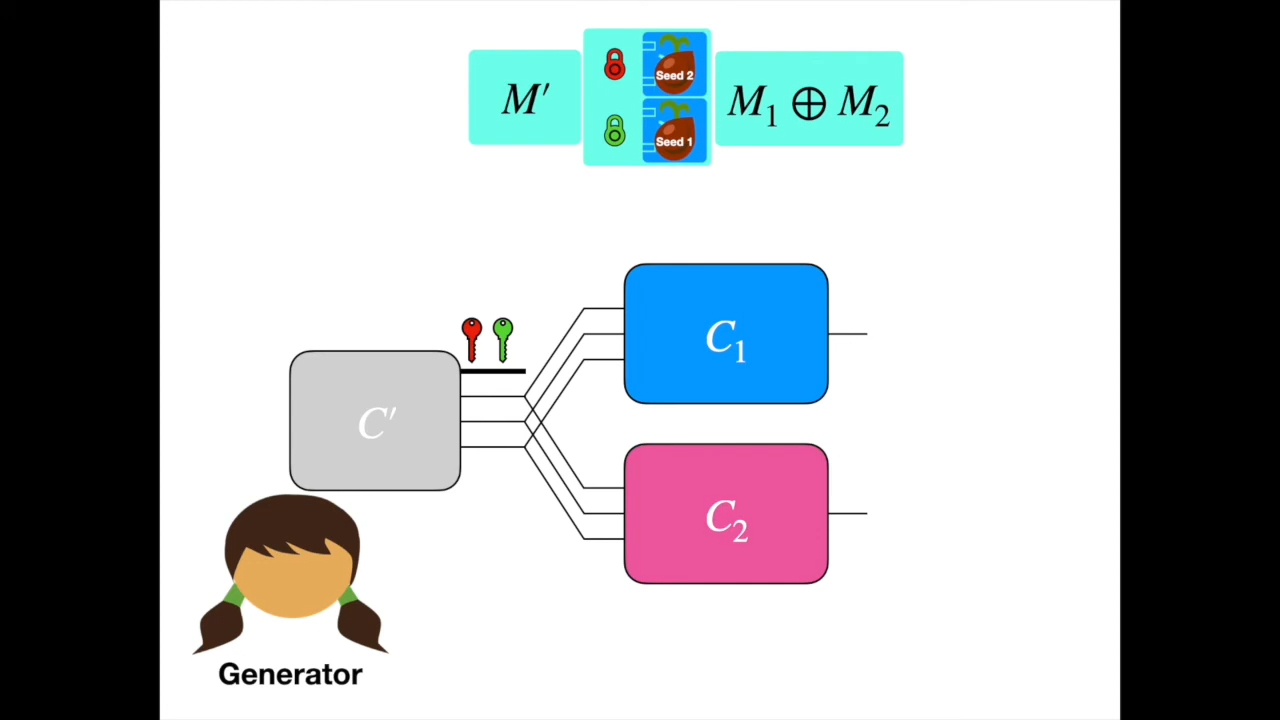 M′
Seed 2
Seed 1
M₁ ⊕ M₂
C₁
C′
C₂
Generator